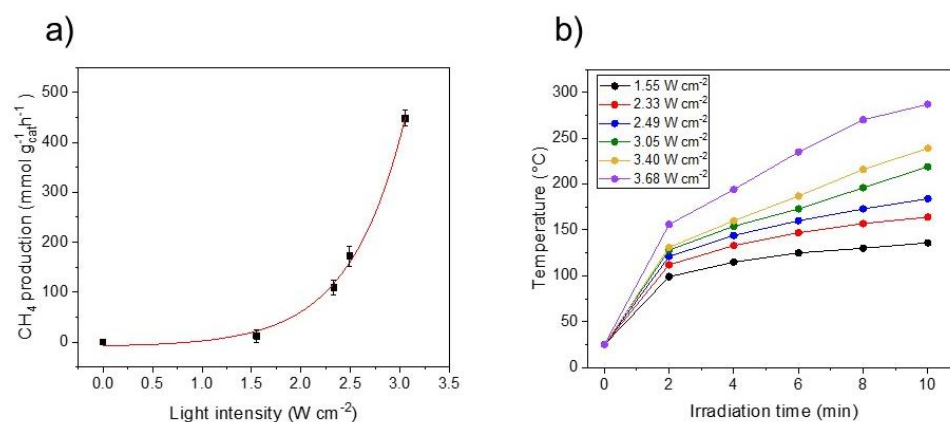 a)
500
400
300
200
100
0
CH₄ production (mmol g⁻¹cat h⁻¹)
0.0 0.5 1.0 1.5 2.0 2.5 3.0 3.5
Light intensity (W cm⁻²)
b)
1.55 W cm⁻²
2.33 W cm⁻²
2.49 W cm⁻²
3.05 W cm⁻²
3.40 W cm⁻²
3.68 W cm⁻²
300
250
200
150
100
50
0
Temperature (°C)
0 2 4 6 8 10
Irradiation time (min)